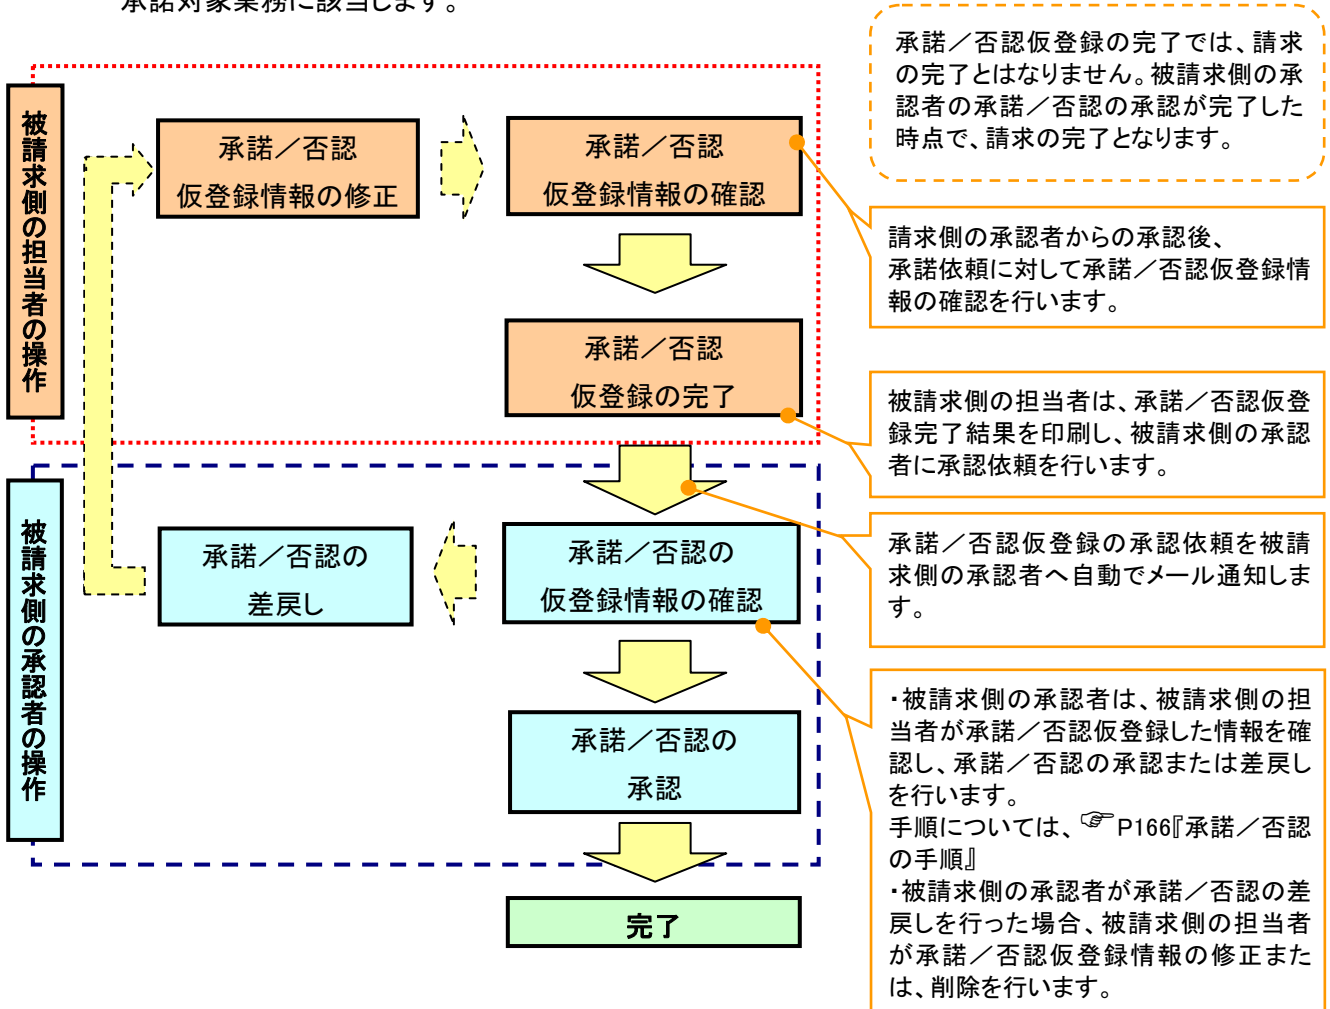 承諾対象業務に該当します。
承諾／否認仮登録の完了では、請求
の完了とはなりません。被請求側の承
認者の承諾／否認の承認が完了した
時点で、請求の完了となります。
被請求側の担当者の操作
承諾／否認
仮登録情報の修正
承諾／否認
仮登録情報の確認
請求側の承認者からの承認後、
承諾依頼に対して承諾／否認仮登録情
報の確認を行います。
承諾／否認
仮登録の完了
被請求側の担当者は、承諾／否認仮登
録完了結果を印刷し、被請求側の承認
者に承認依頼を行います。
被請求側の承認者の操作
承諾／否認の
差戻し
承諾／否認の
仮登録情報の確認
承諾／否認仮登録の承認依頼を被請
求側の承認者へ自動でメール通知しま
す。
承諾／否認の
承認
・被請求側の承認者は、被請求側の担
当者が承諾／否認仮登録した情報を確
認し、承諾／否認の承認または差戻し
を行います。
手順については、☞P166『承諾／否認
の手順』
・被請求側の承認者が承諾／否認の差
戻しを行った場合、被請求側の担当者
が承諾／否認仮登録情報の修正また
は、削除を行います。
完了